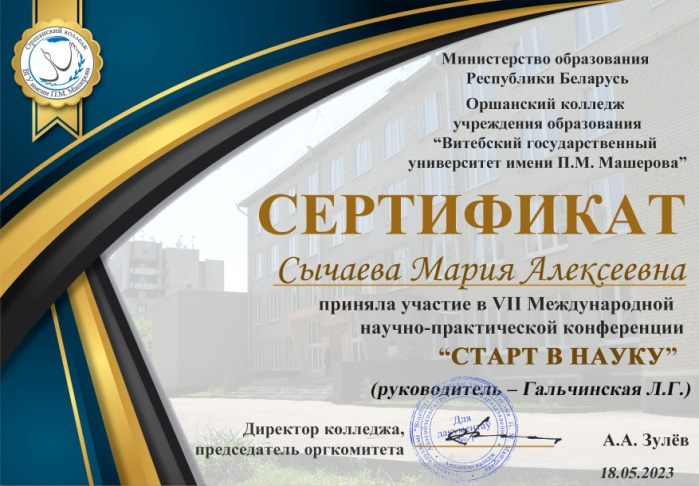 Оршанский колледж
ВГУ имени П.М. Машерова
Министерство образования
Республики Беларусь
Оршанский колледж
учреждения образования
“Витебский государственный
университет имени П.М. Машерова”
СЕРТИФИКАТ
Сычаева Мария Алексеевна
приняла участие в VII Международной
научно-практической конференции
“СТАРТ В НАУКУ”
(руководитель – Гальчинская Л.Г.)
Для
дакументаў
Директор колледжа,
председатель оргкомитета
А.А. Зулёв
18.05.2023